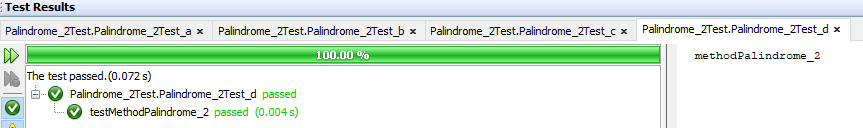 Test Results
Palindrome_2Test.Palindrome_2Test_a × Palindrome_2Test.Palindrome_2Test_b × Palindrome_2Test.Palindrome_2Test_c × Palindrome_2Test.Palindrome_2Test_d ×
100.00 %
methodPalindrome_2
The test passed.(0.072 s)
Palindrome_2Test.Palindrome_2Test_d passed
testMethodPalindrome_2 passed (0.004 s)